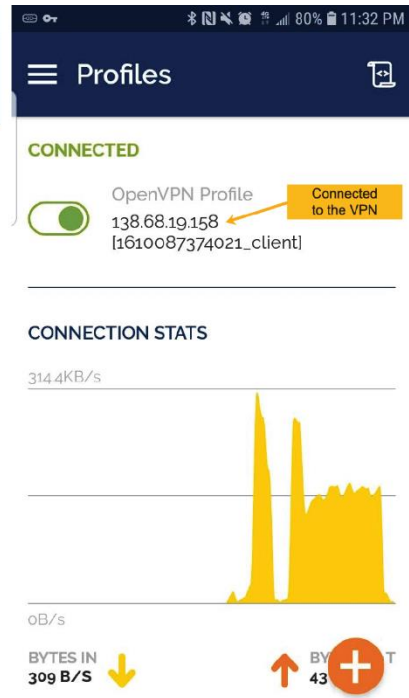 80% 11:32 PM
Profiles
CONNECTED
OpenVPN Profile
138.68.19.158
[1610087374021_client]
Connected
to the VPN
CONNECTION STATS
314.4KB/s
0B/s
BYTES IN
309 B/S
BY T
43